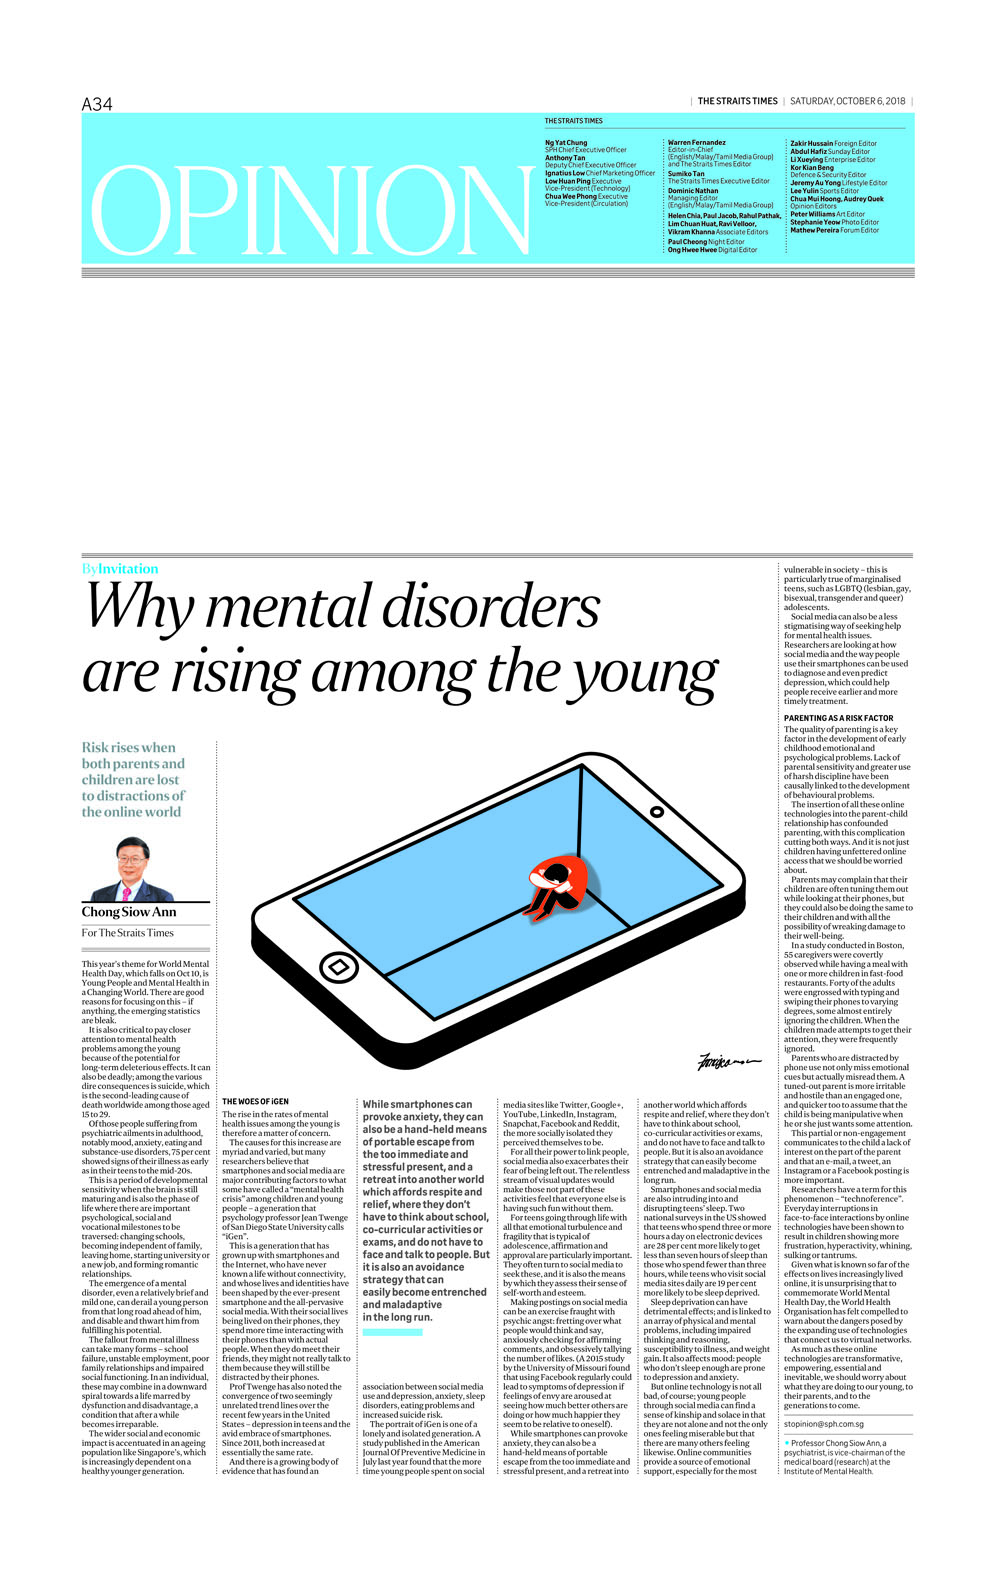 A34
| THE STRAITS TIMES | SATURDAY, OCTOBER 6, 2018 |
OPINION
THE STRAITS TIMES
Ng Yat Chung
SPH Chief Executive Officer
Anthony Tan
Deputy Chief Executive Officer
Ignatius Low Chief Marketing Officer
Low Huan Ping Executive
Vice-President (Technology)
Chua Wee Phong Executive
Vice-President (Circulation)
Warren Fernandez
Editor-in-Chief
(English/Malay/Tamil Media Group)
and The Straits Times Editor
Sumiko Tan
The Straits Times Executive Editor
Dominic Nathan
Managing Editor
(English/Malay/Tamil Media Group)
Helen Chia, Paul Jacob, Rahul Pathak,
Lim Chuan Huat, Ravi Velloor,
Vikram Khanna Associate Editors
Paul Cheong Night Editor
Ong Hwee Hwee Digital Editor
Zakir Hussain Foreign Editor
Abdul Hafiz Sunday Editor
Li Xueying Enterprise Editor
Kor Kian Beng
Defence & Security Editor
Jeremy Au Yong Lifestyle Editor
Lee Yulin Sports Editor
Chua Mui Hoong, Audrey Quek
Opinion Editors
Peter Williams Art Editor
Stephanie Yeow Photo Editor
Mathew Pereira Forum Editor
ByInvitation
Why mental disorders
are rising among the young
Risk rises when
both parents and
children are lost
to distractions of
the online world
Chong Siow Ann
For The Straits Times
This year's theme for World Mental
Health Day, which falls on Oct 10, is
Young People and Mental Health in
a Changing World. There are good
reasons for focusing on this – if
anything, the emerging statistics
are bleak.
It is also critical to pay closer
attention to mental health
problems among the young
because of the potential for
long-term deleterious effects. It can
also be deadly; among the various
dire consequences is suicide, which
is the second-leading cause of
death worldwide among those aged
15 to 29.
Of those people suffering from
psychiatric ailments in adulthood,
notably mood, anxiety, eating and
substance-use disorders, 75 per cent
showed signs of their illness as early
as in their teens to the mid-20s.
This is a period of developmental
sensitivity when the brain is still
maturing and is also the phase of
life where there are important
psychological, social and
vocational milestones to be
traversed: changing schools,
becoming independent of family,
leaving home, starting university or
a new job, and forming romantic
relationships.
The emergence of a mental
disorder, even a relatively brief and
mild one, can derail a young person
from that long road ahead of him,
and disable and thwart him from
fulfilling his potential.
The fallout from mental illness
can take many forms – school
failure, unstable employment, poor
family relationships and impaired
social functioning. In an individual,
these may combine in a downward
spiral towards a life marred by
dysfunction and disadvantage, a
condition that after a while
becomes irreparable.
The wider social and economic
impact is accentuated in an ageing
population like Singapore's, which
is increasingly dependent on a
healthy younger generation.
THE WOES OF iGEN
The rise in the rates of mental
health issues among the young is
therefore a matter of concern.
The causes for this increase are
myriad and varied, but many
researchers believe that
smartphones and social media are
major contributing factors to what
some have called a "mental health
crisis" among children and young
people – a generation that
psychology professor Jean Twenge
of San Diego State University calls
"iGen".
This is a generation that has
grown up with smartphones and
the Internet, who have never
known a life without connectivity,
and whose lives and identities have
been shaped by the ever-present
smartphone and the all-pervasive
social media. With their social lives
being lived on their phones, they
spend more time interacting with
their phones than with actual
people. When they do meet their
friends, they might not really talk to
them because they will still be
distracted by their phones.
Prof Twenge has also noted the
convergence of two seemingly
unrelated trend lines over the
recent few years in the United
States – depression in teens and the
avid embrace of smartphones.
Since 2011, both increased at
essentially the same rate.
And there is a growing body of
evidence that has found an
While smartphones can
provoke anxiety, they can
also be a hand-held means
of portable escape from
the too immediate and
stressful present, and a
retreat into another world
which affords respite and
relief, where they don't
have to think about school,
co-curricular activities or
exams, and do not have to
face and talk to people. But
it is also an avoidance
strategy that can
easily become entrenched
and maladaptive
in the long run.
association between social media
use and depression, anxiety, sleep
disorders, eating problems and
increased suicide risk.
The portrait of iGen is one of a
lonely and isolated generation. A
study published in the American
Journal Of Preventive Medicine in
July last year found that the more
time young people spent on social
media sites like Twitter, Google+,
YouTube, LinkedIn, Instagram,
Snapchat, Facebook and Reddit,
the more socially isolated they
perceived themselves to be.
For all their power to link people,
social media also exacerbates their
fear of being left out. The relentless
stream of visual updates would
make those not part of these
activities feel that everyone else is
having such fun without them.
For teens going through life with
all that emotional turbulence and
fragility that is typical of
adolescence, affirmation and
approval are particularly important.
They often turn to social media to
seek these, and it is also the means
by which they assess their sense of
self-worth and esteem.
Making postings on social media
can be an exercise fraught with
psychic angst: fretting over what
people would think and say,
anxiously checking for affirming
comments, and obsessively tallying
the number of likes. (A 2015 study
by the University of Missouri found
that using Facebook regularly could
lead to symptoms of depression if
feelings of envy are aroused at
seeing how much better others are
doing or how much happier they
seem to be relative to oneself).
While smartphones can provoke
anxiety, they can also be a
hand-held means of portable
escape from the too immediate and
stressful present, and a retreat into
another world which affords
respite and relief, where they don't
have to think about school,
co-curricular activities or exams,
and do not have to face and talk to
people. But it is also an avoidance
strategy that can easily become
entrenched and maladaptive in the
long run.
Smartphones and social media
are also intruding into and
disrupting teens' sleep. Two
national surveys in the US showed
that teens who spend three or more
hours a day on electronic devices
are 28 per cent more likely to get
less than seven hours of sleep than
those who spend fewer than three
hours, while teens who visit social
media sites daily are 19 per cent
more likely to be sleep deprived.
Sleep deprivation can have
detrimental effects; and is linked to
an array of physical and mental
problems, including impaired
thinking and reasoning,
susceptibility to illness, and weight
gain. It also affects mood: people
who don't sleep enough are prone
to depression and anxiety.
But online technology is not all
bad, of course; young people
through social media can find a
sense of kinship and solace in that
they are not alone and not the only
ones feeling miserable but that
there are many others feeling
likewise. Online communities
provide a source of emotional
support, especially for the most
vulnerable in society – this is
particularly true of marginalised
teens, such as LGBTQ (lesbian, gay,
bisexual, transgender and queer)
adolescents.
Social media can also be a less
stigmatising way of seeking help
for mental health issues.
Researchers are looking at how
social media and the way people
use their smartphones can be used
to diagnose and even predict
depression, which could help
people receive earlier and more
timely treatment.
PARENTING AS A RISK FACTOR
The quality of parenting is a key
factor in the development of early
childhood emotional and
psychological problems. Lack of
parental sensitivity and greater use
of harsh discipline have been
causally linked to the development
of behavioural problems.
The insertion of all these online
technologies into the parent-child
relationship has confounded
parenting, with this complication
cutting both ways. And it is not just
children having unfettered online
access that we should be worried
about.
Parents may complain that their
children are often tuning them out
while looking at their phones, but
they could also be doing the same to
their children and with all the
possibility of wreaking damage to
their well-being.
In a study conducted in Boston,
55 caregivers were covertly
observed while having a meal with
one or more children in fast-food
restaurants. Forty of the adults
were engrossed with typing and
swiping their phones to varying
degrees, some almost entirely
ignoring the children. When the
children made attempts to get their
attention, they were frequently
ignored.
Parents who are distracted by
phone use not only miss emotional
cues but actually misread them. A
tuned-out parent is more irritable
and hostile than an engaged one,
and quicker too to assume that the
child is being manipulative when
he or she just wants some attention.
This partial or non-engagement
communicates to the child a lack of
interest on the part of the parent
and that an e-mail, a tweet, an
Instagram or a Facebook posting is
more important.
Researchers have a term for this
phenomenon – "technoference".
Everyday interruptions in
face-to-face interactions by online
technologies have been shown to
result in children showing more
frustration, hyperactivity, whining,
sulking or tantrums.
Given what is known so far of the
effects on lives increasingly lived
online, it is unsurprising that to
commemorate World Mental
Health Day, the World Health
Organisation has felt compelled to
warn about the dangers posed by
the expanding use of technologies
that connect us to virtual networks.
As much as these online
technologies are transformative,
empowering, essential and
inevitable, we should worry about
what they are doing to our young, to
their parents, and to the
generations to come.
stopinion@sph.com.sg
• Professor Chong Siow Ann, a
psychiatrist, is vice-chairman of the
medical board (research) at the
Institute of Mental Health.